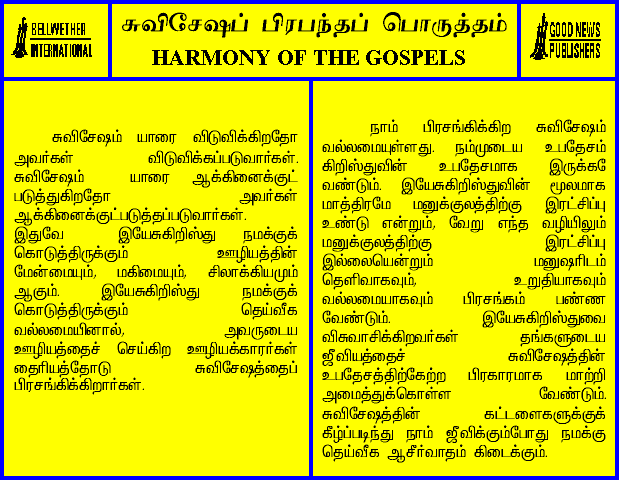 BELLWETHER
INTERNATIONAL
சுவிசேஷப் பிரபந்தப் பொருத்தம்
HARMONY OF THE GOSPELS
GOOD NEWS
PUBLISHERS
சுவிசேஷம் யாரை விடுவிக்கிறதோ
அவர்கள் விடுவிக்கப்படுவார்கள்.
சுவிசேஷம் யாரை ஆக்கினைக்குட்
படுத்துகிறதோ அவர்கள்
ஆக்கினைக்குட்படுத்தப்படுவார்கள்.
இதுவே இயேசுகிறிஸ்து நமக்குக்
கொடுத்திருக்கும் ஊழியத்தின்
மேன்மையும், மகிமையும், சிலாக்கியமும்
ஆகும். இயேசுகிறிஸ்து நமக்குக்
கொடுத்திருக்கும் தெய்வீக
வல்லமையினால், அவருடைய
ஊழியத்தைச் செய்கிற ஊழியக்காரர்கள்
தைரியத்தோடு சுவிசேஷத்தைப்
பிரசங்கிக்கிறார்கள்.
நாம் பிரசங்கிக்கிற சுவிசேஷம்
வல்லமையுள்ளது. நம்முடைய உபதேசம்
கிறிஸ்துவின் உபதேசமாக இருக்கவே
வேண்டும். இயேசுகிறிஸ்துவின் மூலமாக
மாத்திரமே மனுக்குலத்திற்கு இரட்சிப்பு
உண்டு என்றும், வேறு எந்த வழியிலும்
மனுக்குலத்திற்கு இரட்சிப்பு
இல்லையென்றும் மனுஷரிடம்
தெளிவாகவும், உறுதியாகவும்
வல்லமையாகவும் பிரசங்கம் பண்ண
வேண்டும். இயேசுகிறிஸ்துவை
விசுவாசிக்கிறவர்கள் தங்களுடைய
ஜீவியத்தைச் சுவிசேஷத்தின்
உபதேசத்திற்கேற்ற பிரகாரமாக மாற்றி
அமைத்துக்கொள்ள வேண்டும்.
சுவிசேஷத்தின் கட்டளைகளுக்குக்
கீழ்ப்படிந்து நாம் ஜீவிக்கும்போது நமக்கு
தெய்வீக ஆசீர்வாதம் கிடைக்கும்.